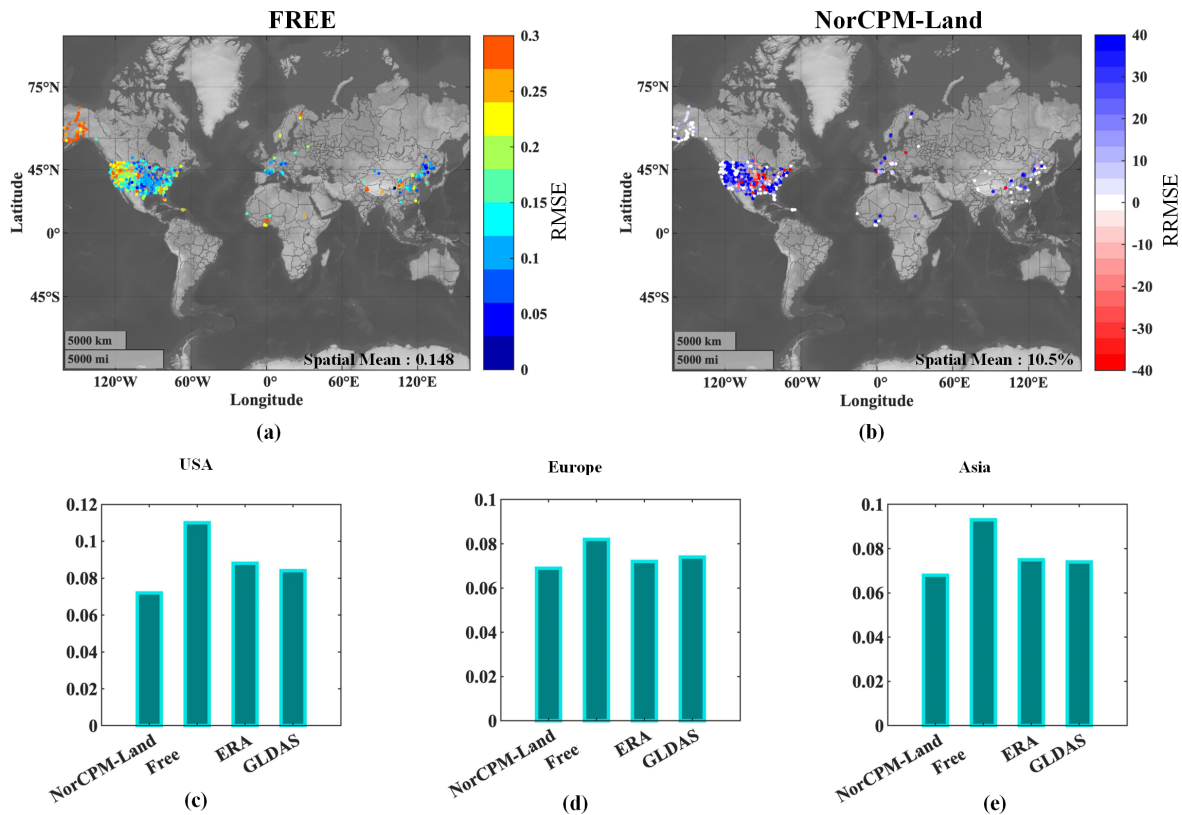 FREE
NorCPM-Land
75°N
45°N
0°
45°S
Latitude
5000 km
5000 mi
Spatial Mean : 0.148
120°W
60°W
0°
60°E
120°E
Longitude
0.3
0.25
0.2
0.15
0.1
0.05
0
RMSE
(a)
75°N
45°N
0°
45°S
Latitude
5000 km
5000 mi
Spatial Mean : 10.5%
120°W
60°W
0°
60°E
120°E
Longitude
40
30
20
10
0
-10
-20
-30
-40
RRMSE
(b)
USA
0.12
0.1
0.08
0.06
0.04
0.02
0
NorCPM-Land
Free
ERA
GLDAS
(c)
Europe
0.1
0.08
0.06
0.04
0.02
0
NorCPM-Land
Free
ERA
GLDAS
(d)
Asia
0.1
0.08
0.06
0.04
0.02
0
NorCPM-Land
Free
ERA
GLDAS
(e)